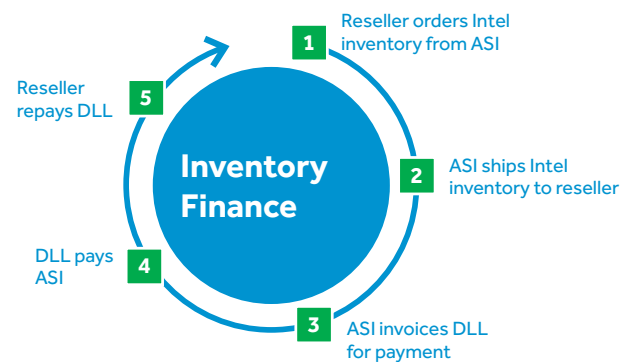 1
Reseller orders Intel
inventory from ASI
2
ASI ships Intel
inventory to reseller
3
ASI invoices DLL
for payment
4
DLL pays
ASI
5
Reseller
repays DLL
Inventory
Finance